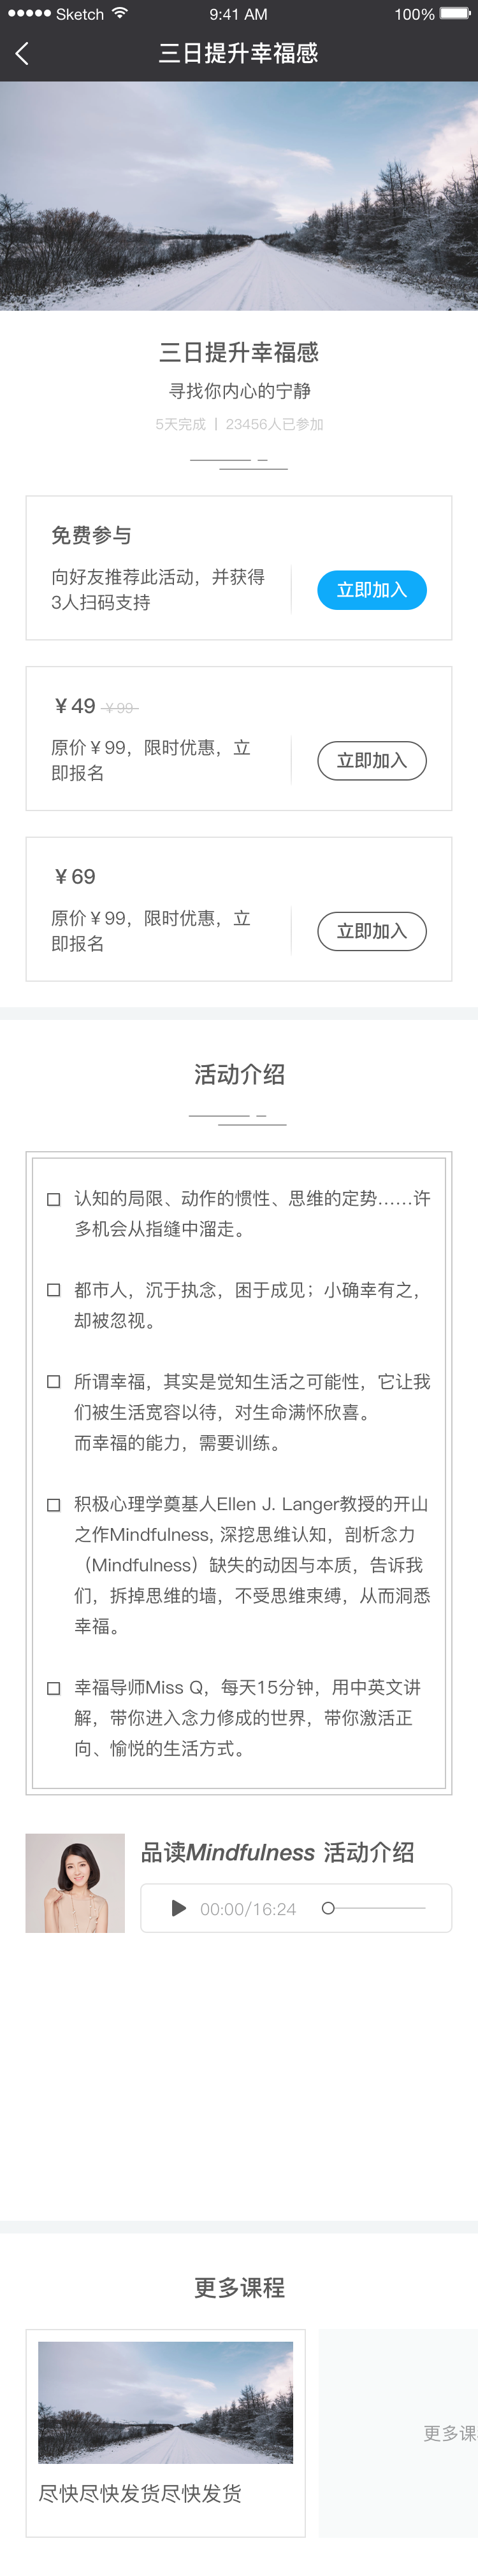 Sketch 9:41 AM 100%
三日提升幸福感
三日提升幸福感
寻找你内心的宁静
5天完成 | 23456人已参加
免费参与
向好友推荐此活动，并获得
3人扫码支持
立即加入
￥49 ￥99
原价￥99，限时优惠，立
即报名
立即加入
￥69
原价￥99，限时优惠，立
即报名
立即加入
活动介绍
认知的局限、动作的惯性、思维的定势……许
多机会从指缝中溜走。
都市人，沉于执念，困于成见；小确幸有之，
却被忽视。
所谓幸福，其实是觉知生活之可能性，它让我
们被生活宽容以待，对生命满怀欣喜。
而幸福的能力，需要训练。
积极心理学奠基人Ellen J. Langer教授的开山
之作Mindfulness, 深挖思维认知，剖析念力
（Mindfulness）缺失的动因与本质，告诉我
们，拆掉思维的墙，不受思维束缚，从而洞悉
幸福。
幸福导师Miss Q，每天15分钟，用中英文讲
解，带你进入念力修成的世界，带你激活正
向、愉悦的生活方式。
品读Mindfulness 活动介绍
00:00/16:24
更多课程
尽快尽快发货尽快发货
更多课